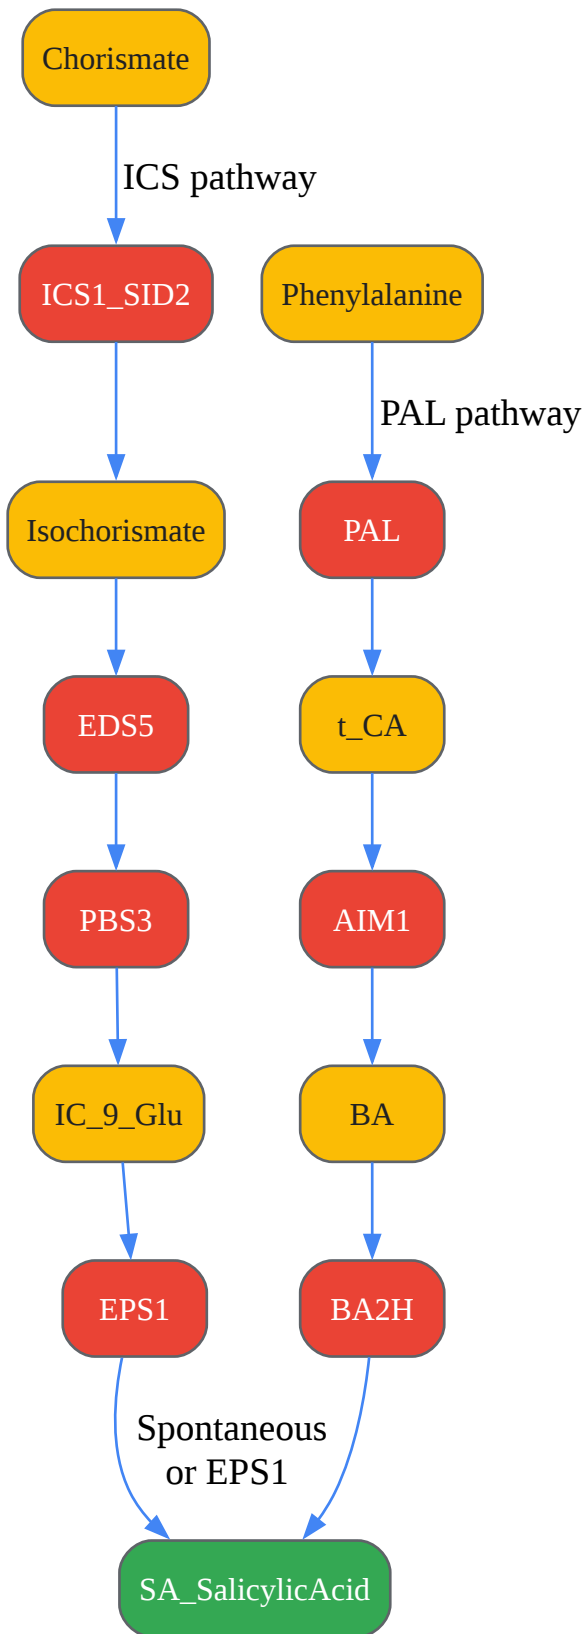 Chorismate
ICS pathway
ICS1_SID2
Phenylalanine
PAL pathway
Isochorismate
PAL
EDS5
t_CA
PBS3
AIM1
IC_9_Glu
BA
EPS1
BA2H
Spontaneous
or EPS1
SA_SalicylicAcid